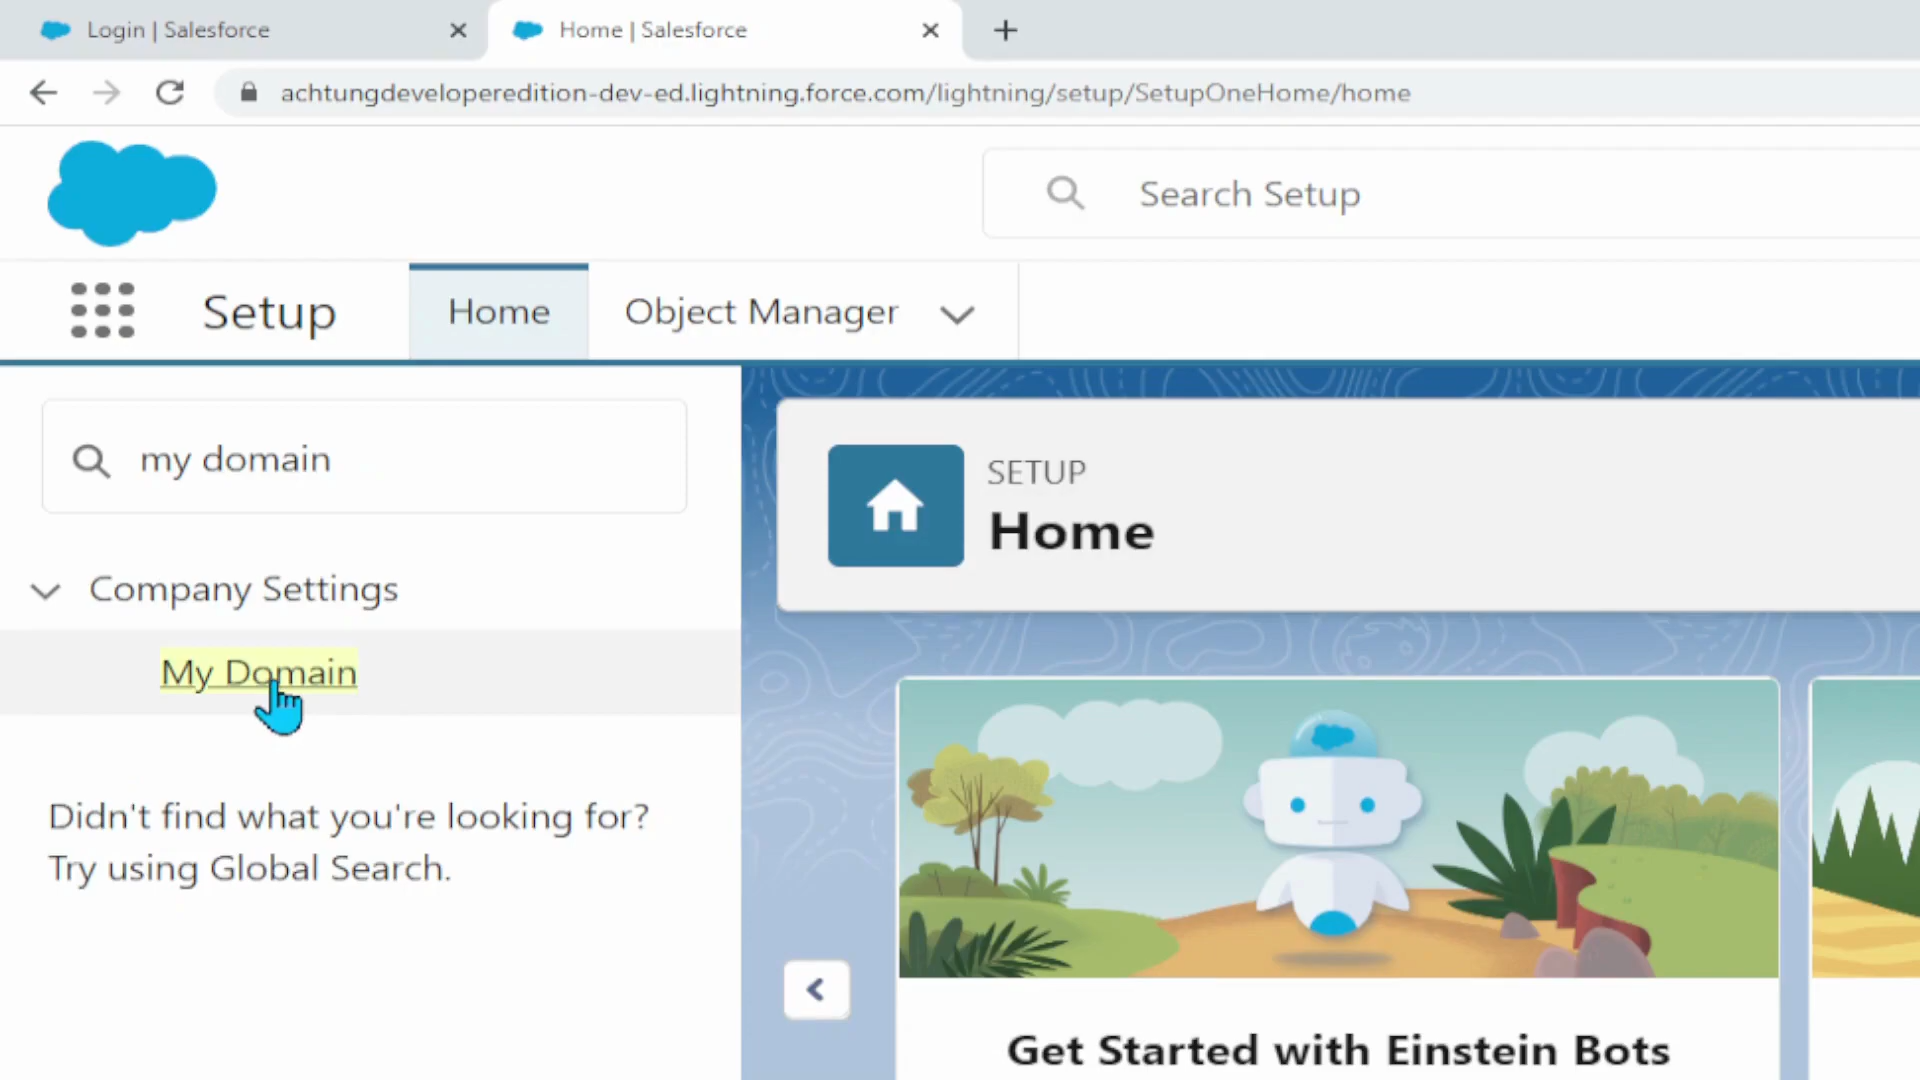 Login | Salesforce
Home | Salesforce
achtungdeveloperedition-dev-ed.lightning.force.com/lightning/setup/SetupOneHome/home
Search Setup
Setup
Home
Object Manager
my domain
SETUP
Home
Company Settings
My Domain
Didn't find what you're looking for?
Try using Global Search.
Get Started with Einstein Bots